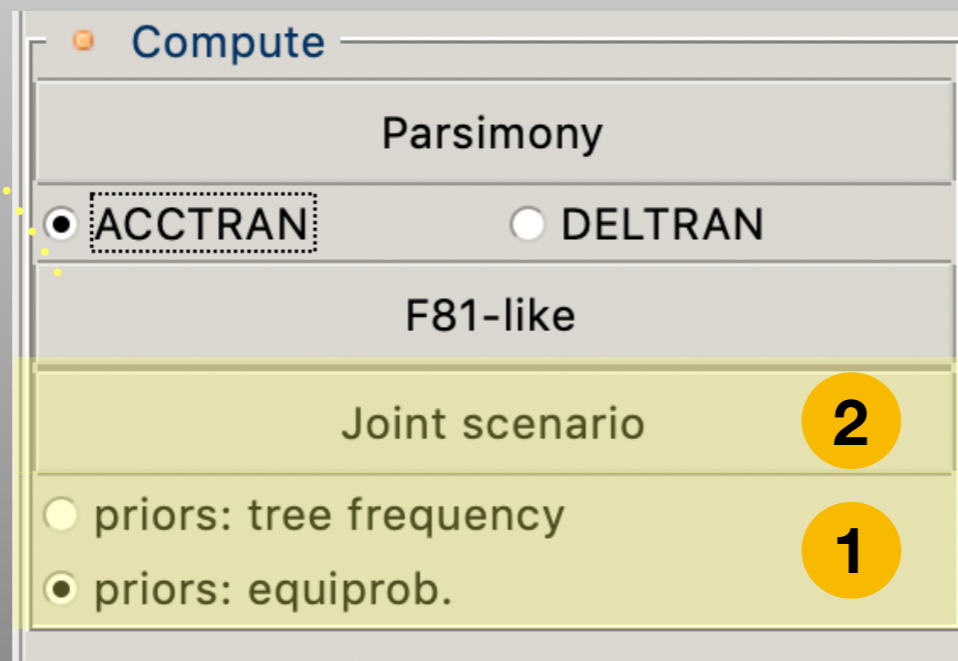 Compute
Parsimony
ACCTRAN DELTRAN
F81-like
Joint scenario 2
priors: tree frequency
1
priors: equiprob.